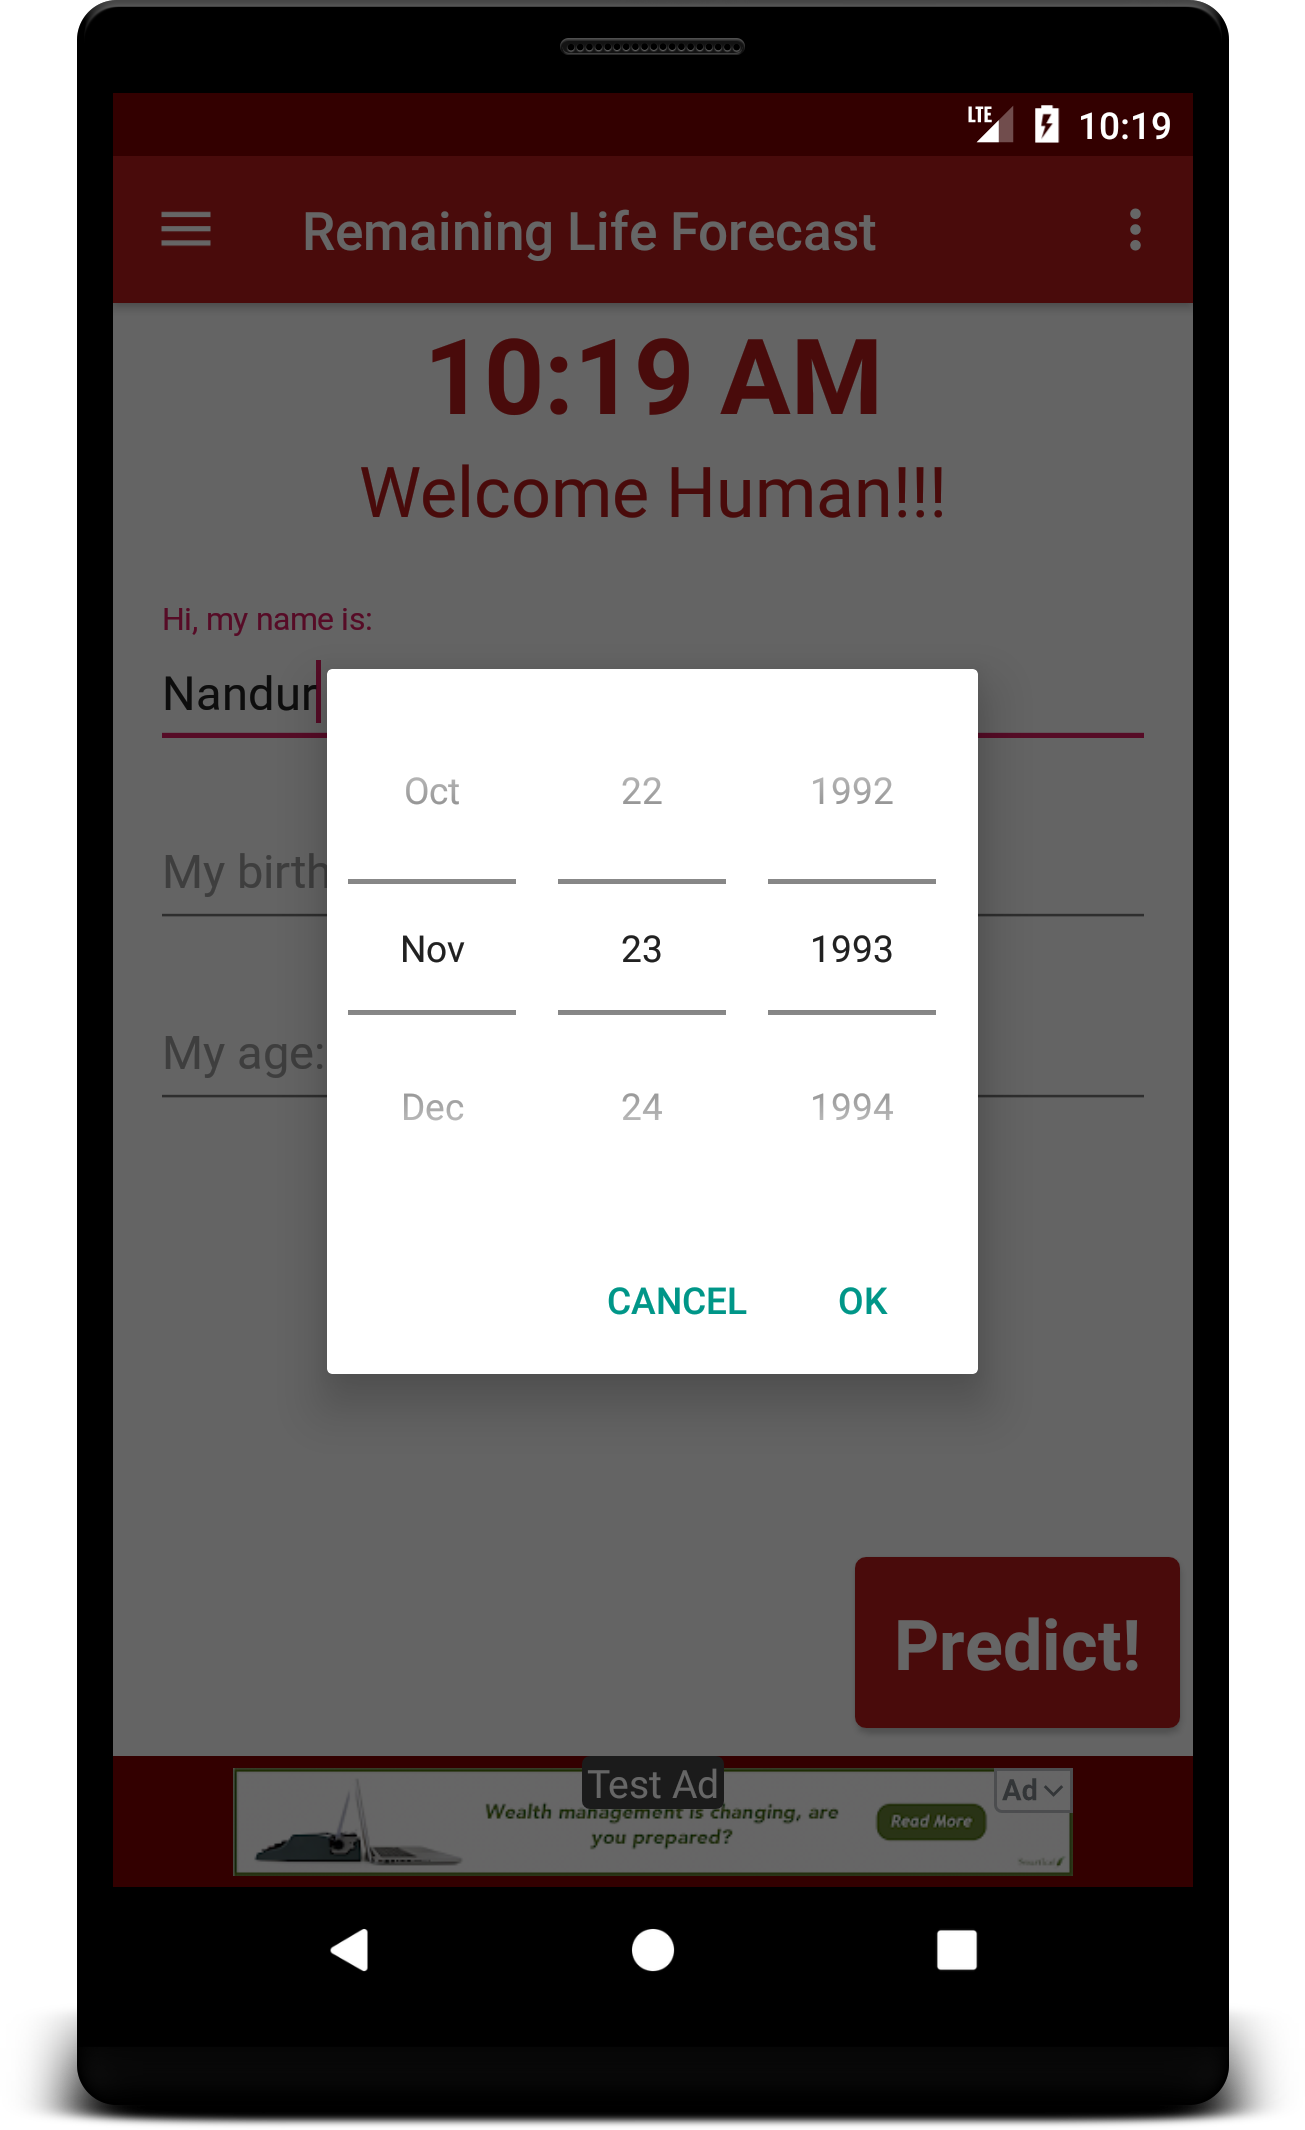 LTE 10:19
Remaining Life Forecast
10:19 AM
Welcome Human!!!
Hi, my name is:
Nandur
My birth
My age:
Oct 22 1992
Nov 23 1993
Dec 24 1994
CANCEL OK
Predict!
Test Ad
Ad
Wealth management is changing, are
you prepared?
Read More